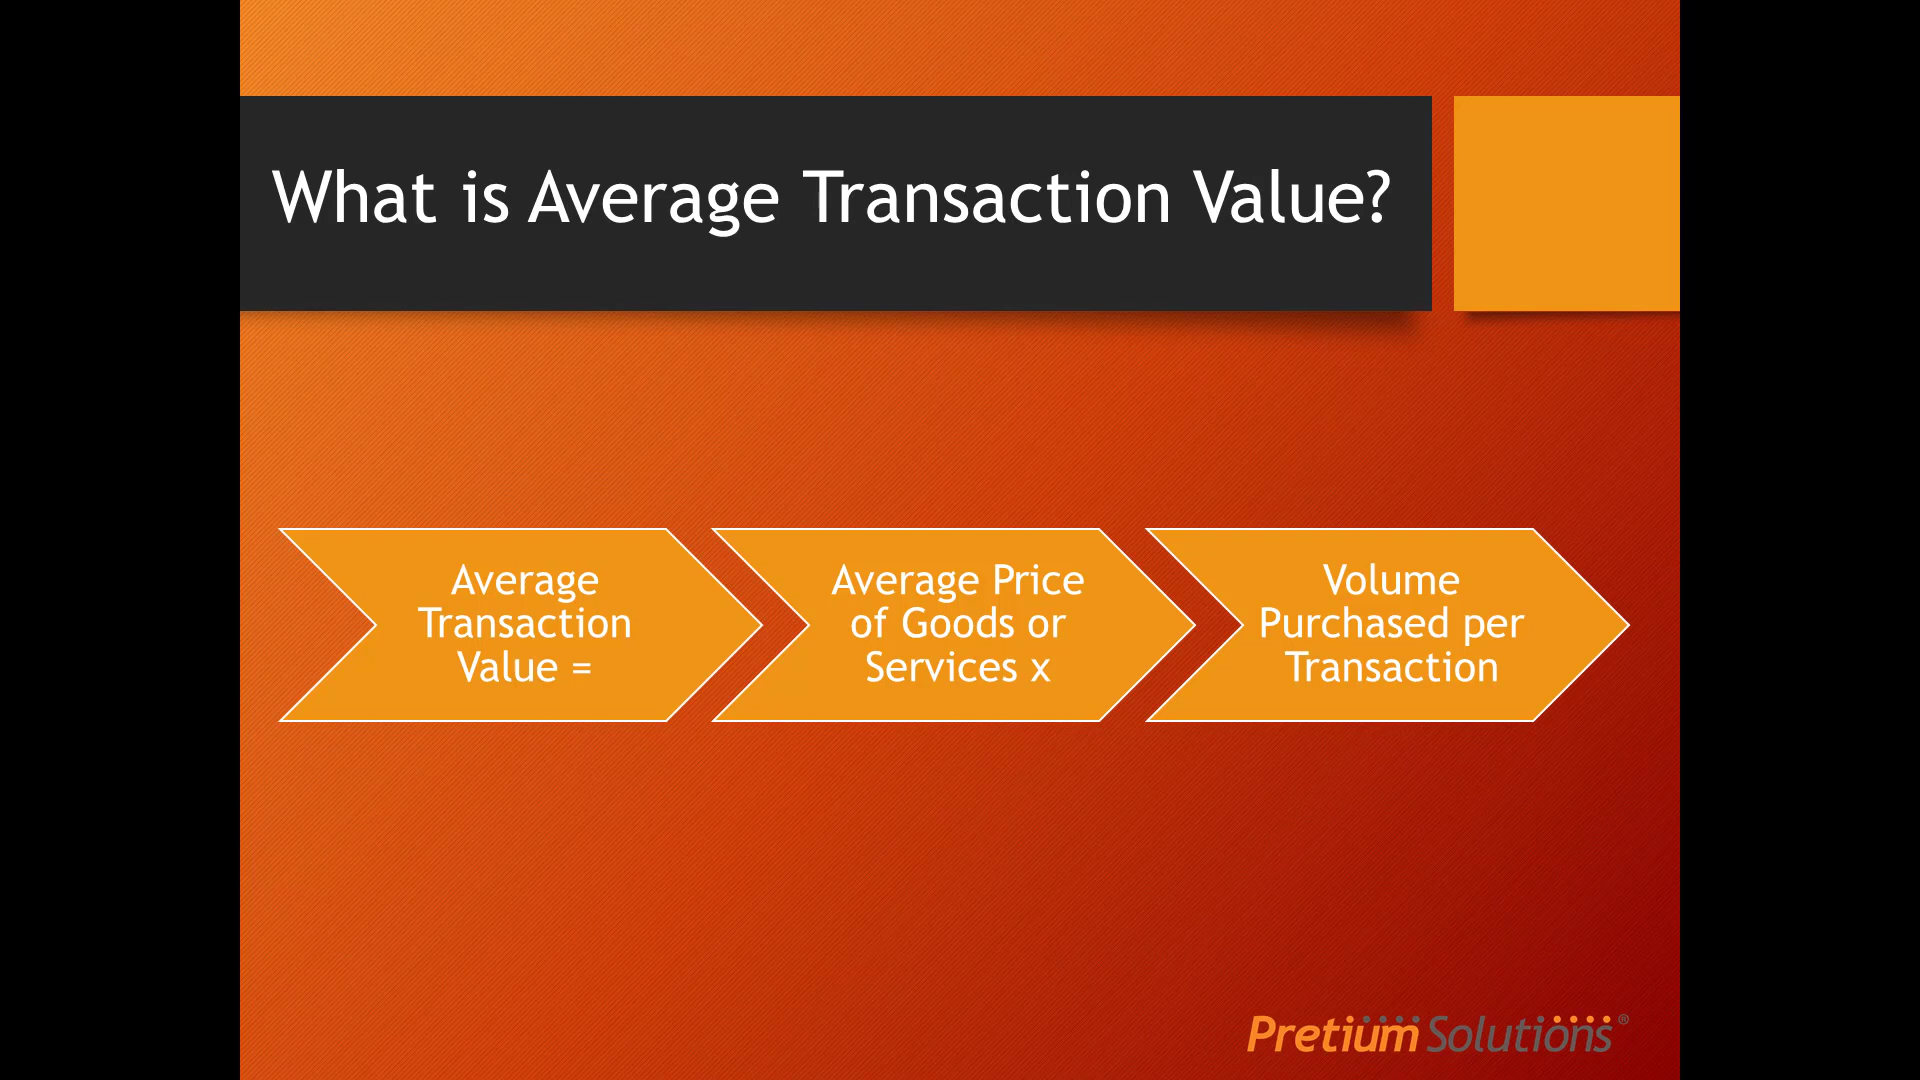 What is Average Transaction Value?
Average
Transaction
Value =
Average Price
of Goods or
Services x
Volume
Purchased per
Transaction
Pretium Solutions®